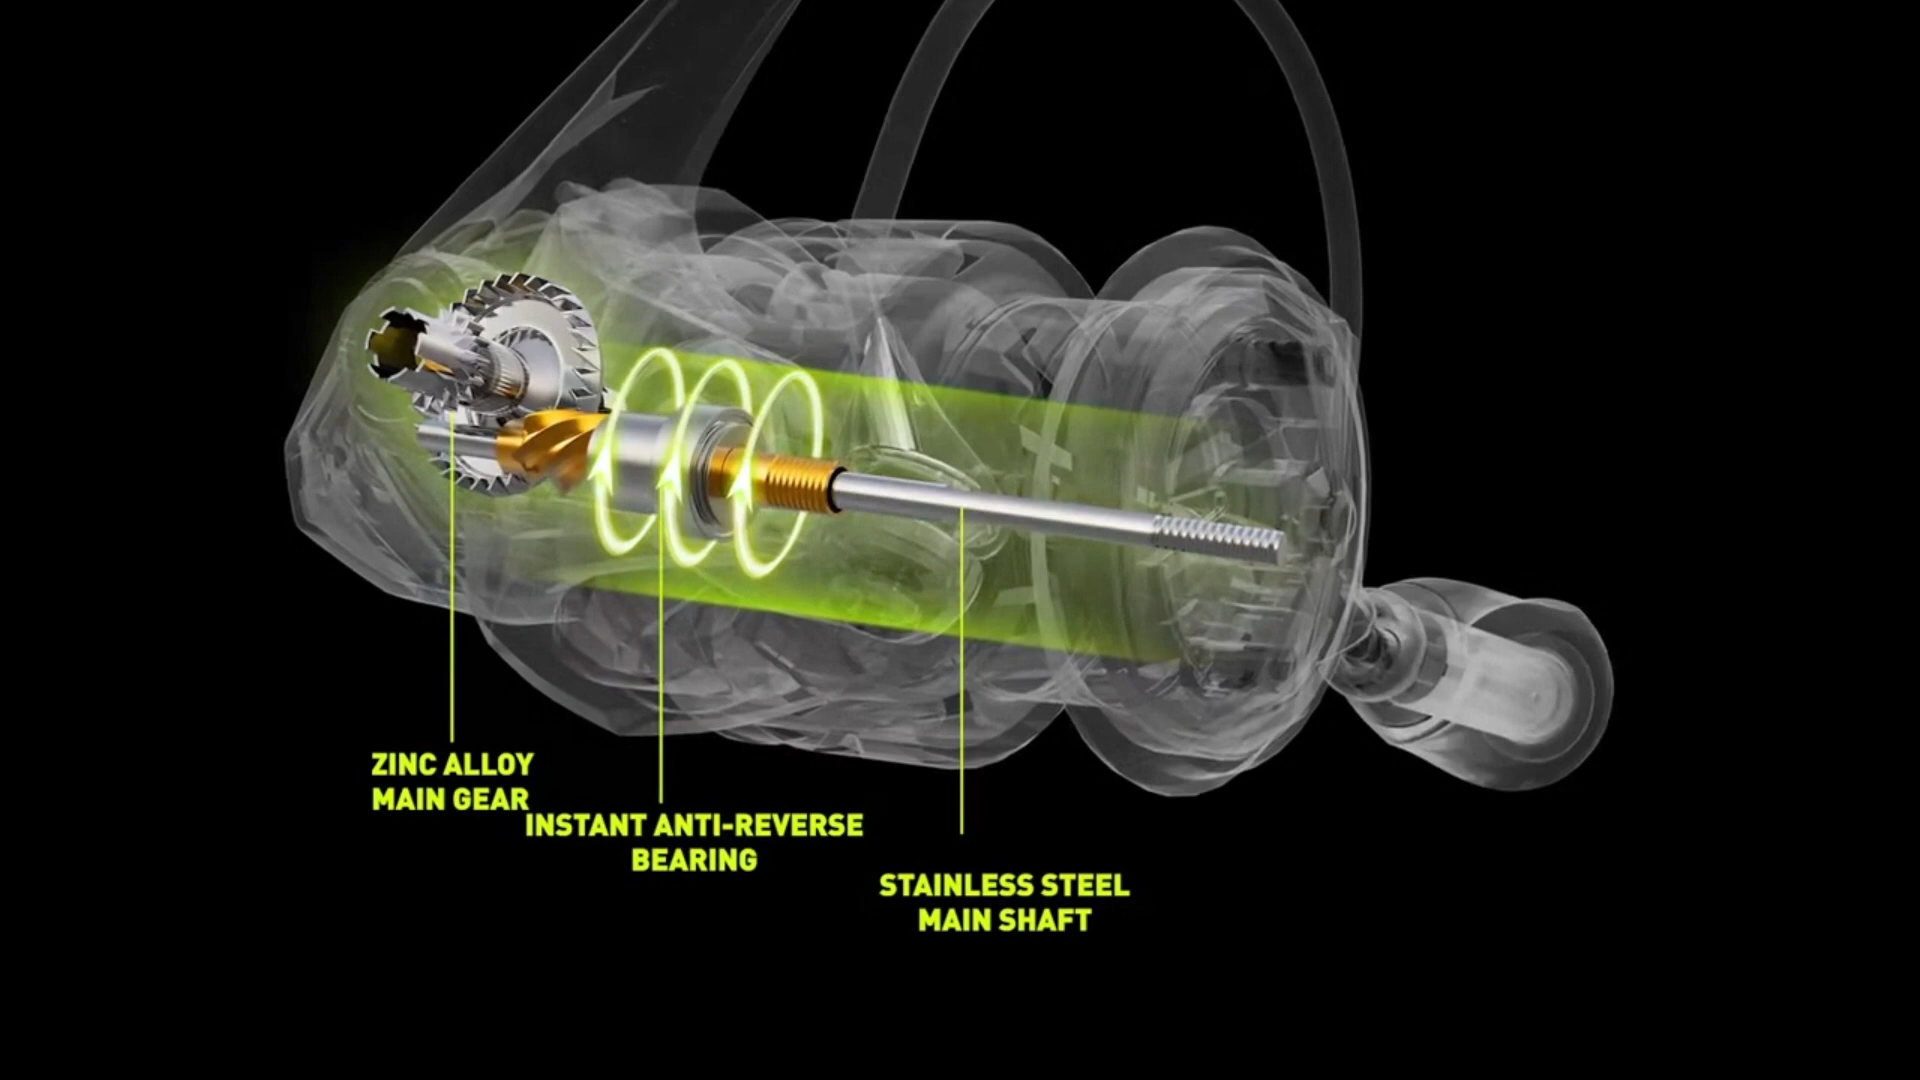 ZINC ALLOY
MAIN GEAR
INSTANT ANTI-REVERSE
BEARING
STAINLESS STEEL
MAIN SHAFT